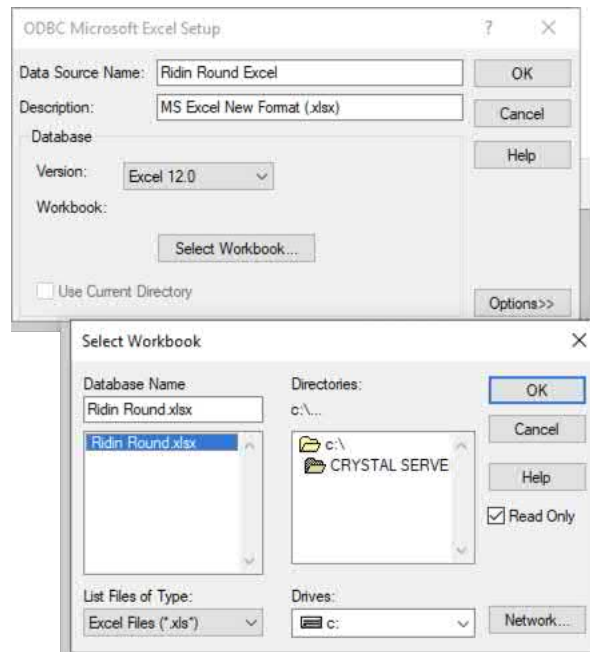 ODBC Microsoft Excel Setup ? ×
Data Source Name: Ridin Round Excel OK
Description: MS Excel New Format (.xlsx) Cancel
Database
Help
Version: Excel 12.0
Workbook:
Select Workbook...
Use Current Directory
Options>>
Select Workbook ×
Database Name Directories: OK
Ridin Round.xlsx c:\...
Cancel
Ridin Round.xlsx c:\
CRYSTAL SERVE
Help
Read Only
List Files of Type: Drives:
Excel Files (*.xls*) c: Network...